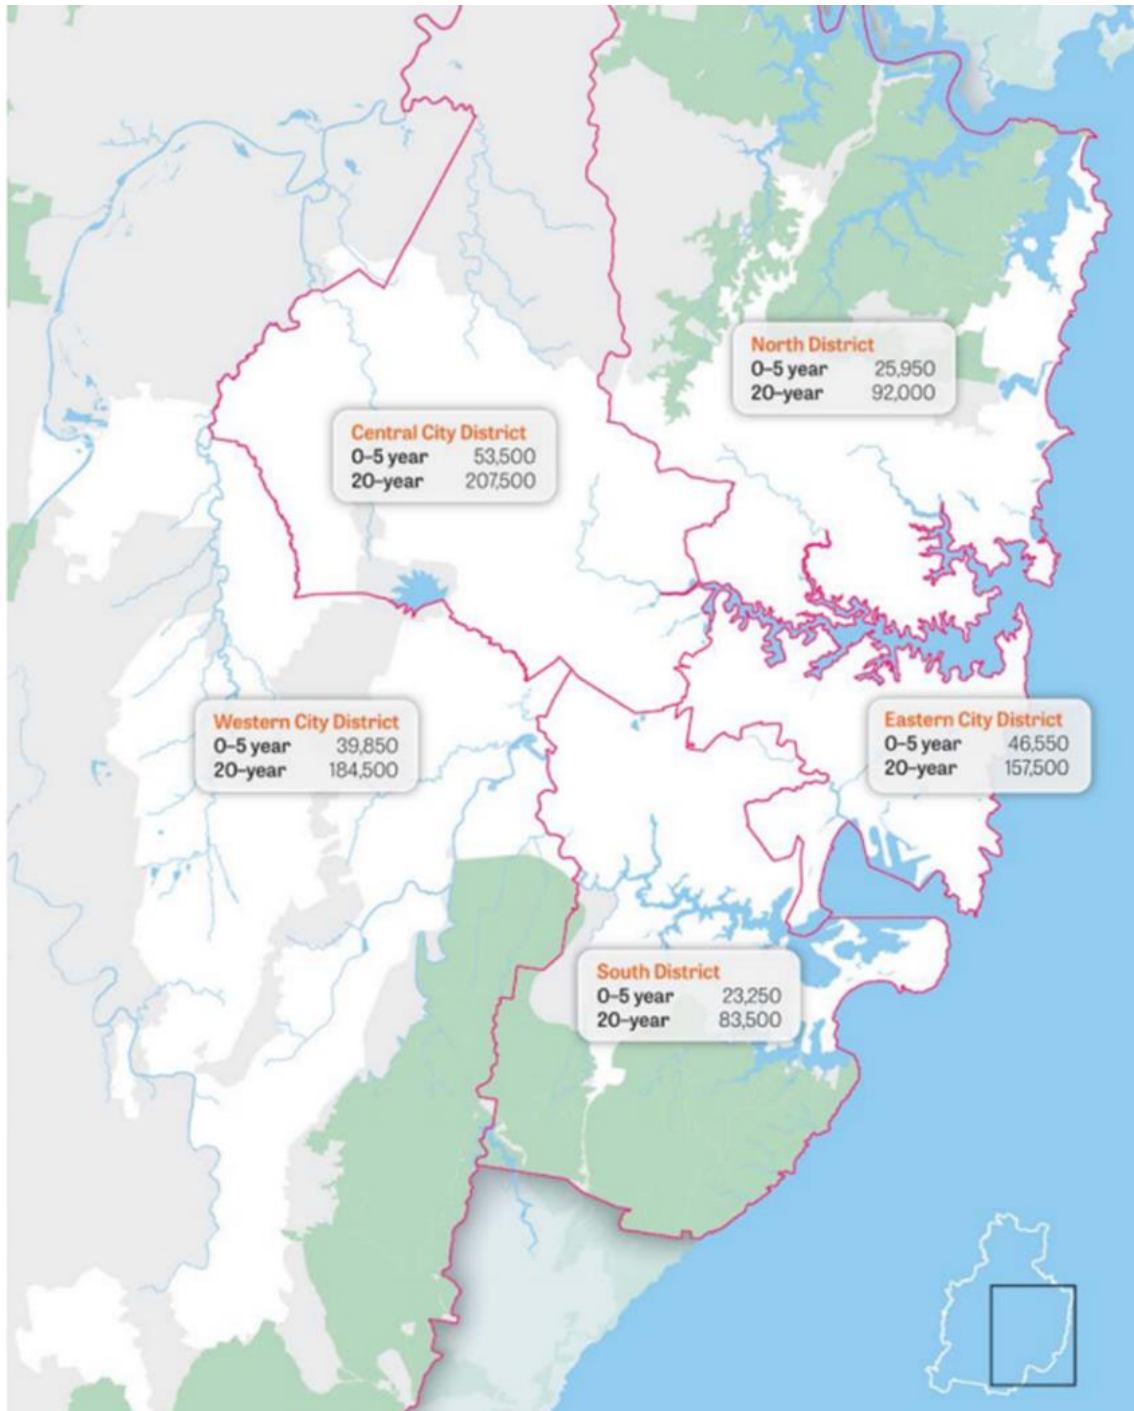 North District
0–5 year 25,950
20–year 92,000
Central City District
0–5 year 53,500
20–year 207,500
Western City District
0–5 year 39,850
20–year 184,500
Eastern City District
0–5 year 46,550
20–year 157,500
South District
0–5 year 23,250
20–year 83,500